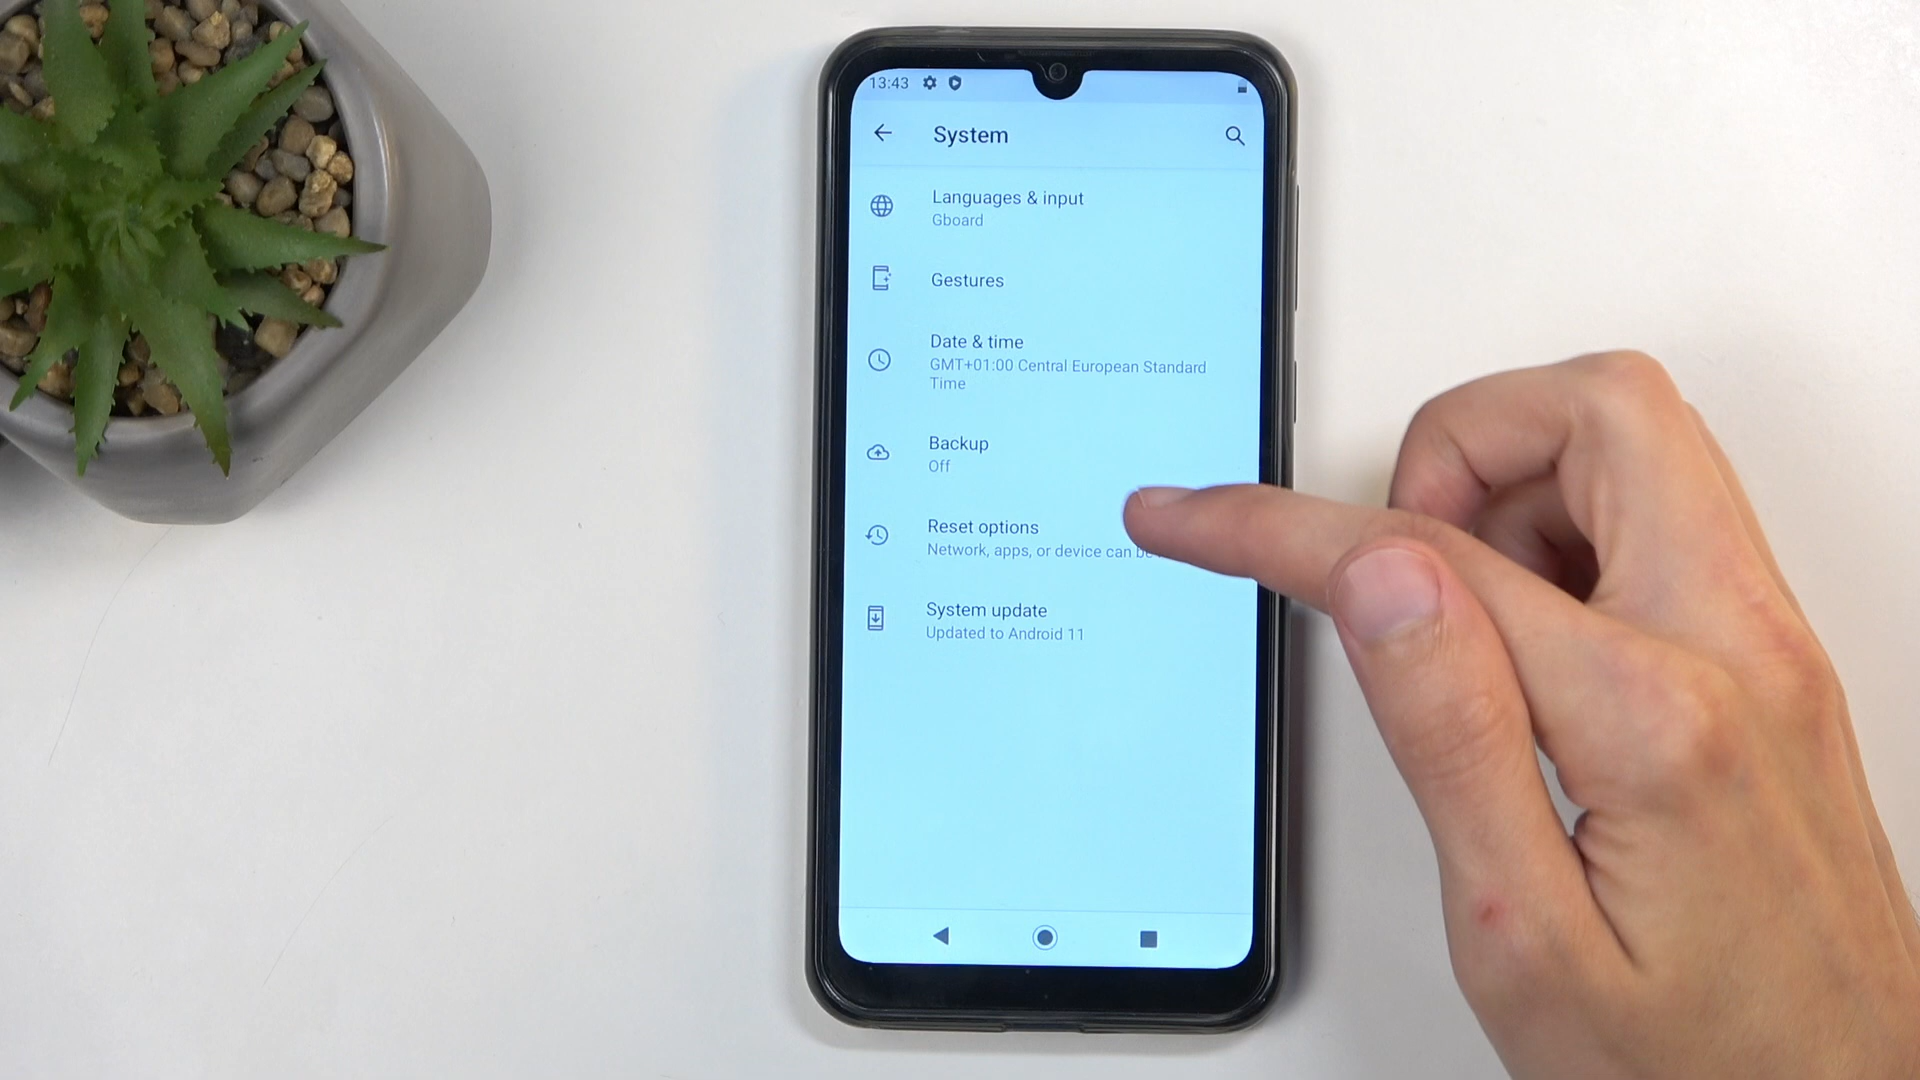 13:43
System
Languages & input
Gboard
Gestures
Date & time
GMT+01:00 Central European Standard
Time
Backup
Off
Reset options
Network, apps, or device can
System update
Updated to Android 11